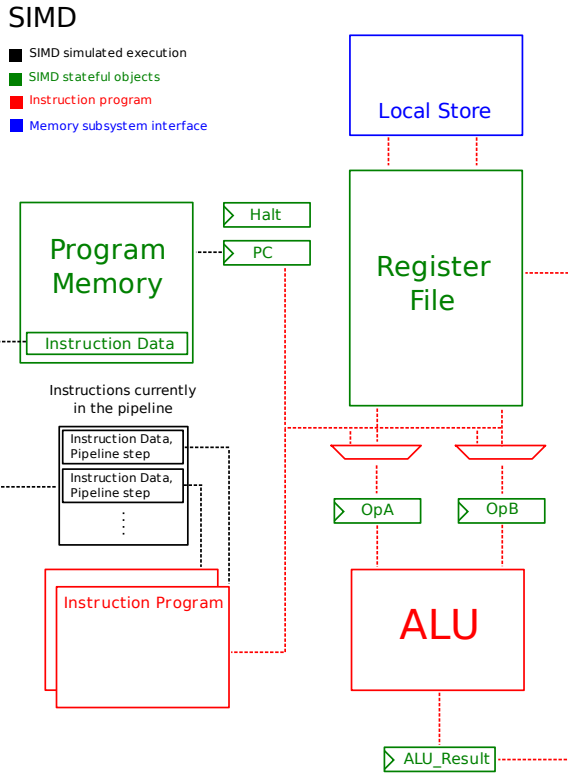 SIMD
SIMD simulated execution
SIMD stateful objects
Instruction program
Memory subsystem interface
Local Store
Halt
PC
Program
Memory
Instruction Data
Register
File
Instructions currently
in the pipeline
Instruction Data,
Pipeline step
Instruction Data,
Pipeline step
OpA
OpB
Instruction Program
ALU
ALU_Result